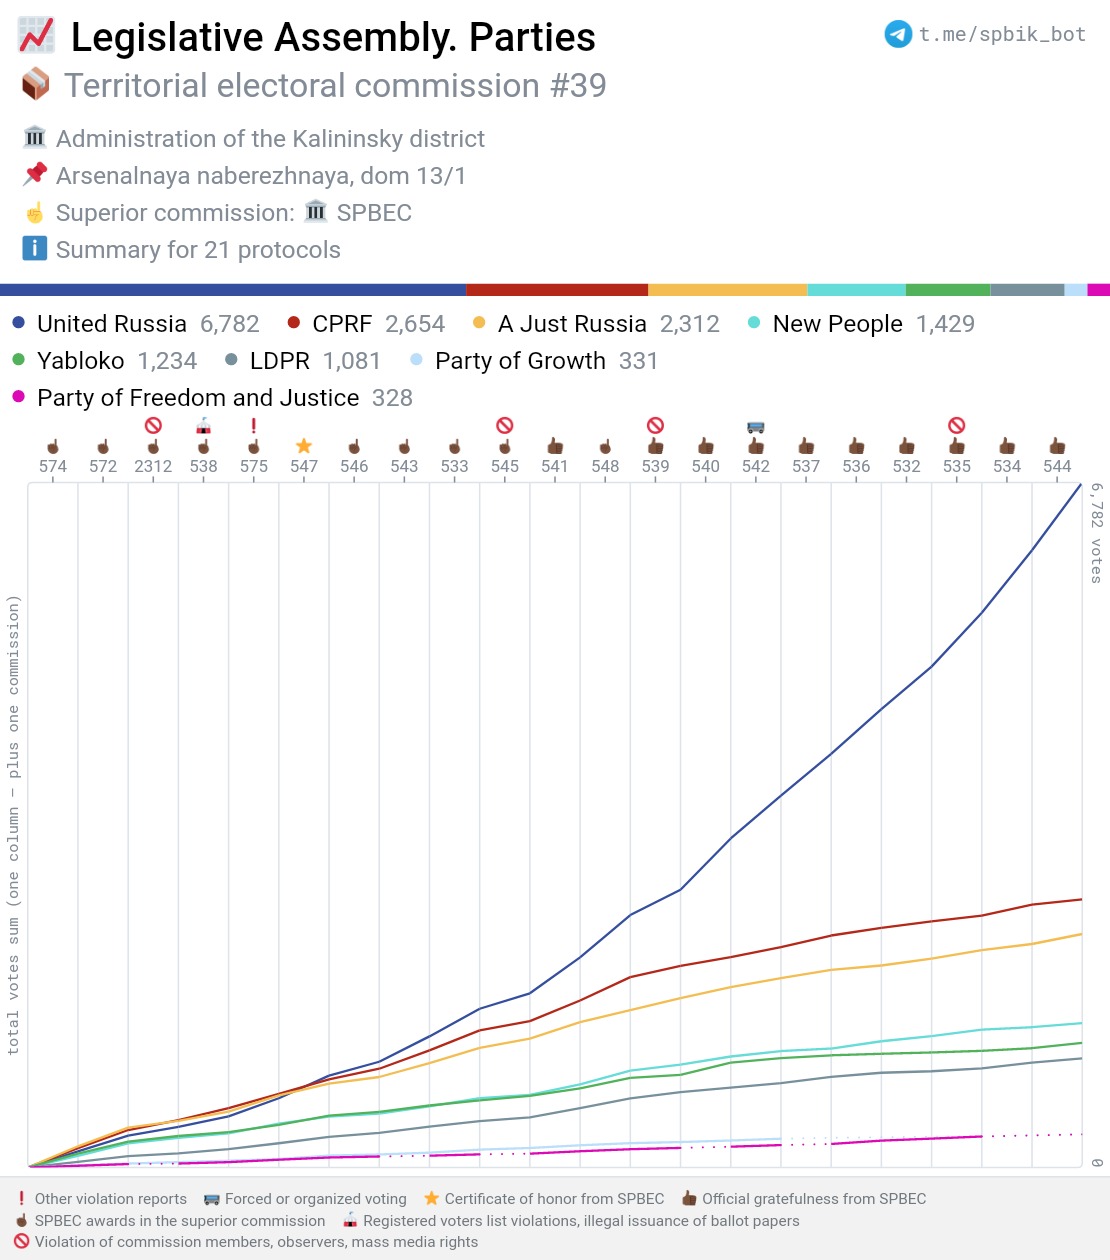 Legislative Assembly. Parties
t.me/spbik_bot
Territorial electoral commission #39
Administration of the Kalininsky district
Arsenalnaya naberezhnaya, dom 13/1
Superior commission: SPBEC
Summary for 21 protocols
United Russia 6,782 CPRF 2,654 A Just Russia 2,312 New People 1,429
Yabloko 1,234 LDPR 1,081 Party of Growth 331
Party of Freedom and Justice 328
574 572 2312 538 575 547 546 543 533 545 541 548 539 540 542 537 536 532 535 534 544
6,782 votes
total votes sum (one column – plus one commission)
0
Other violation reports Forced or organized voting Certificate of honor from SPBEC Official gratefulness from SPBEC
SPBEC awards in the superior commission Registered voters list violations, illegal issuance of ballot papers
Violation of commission members, observers, mass media rights